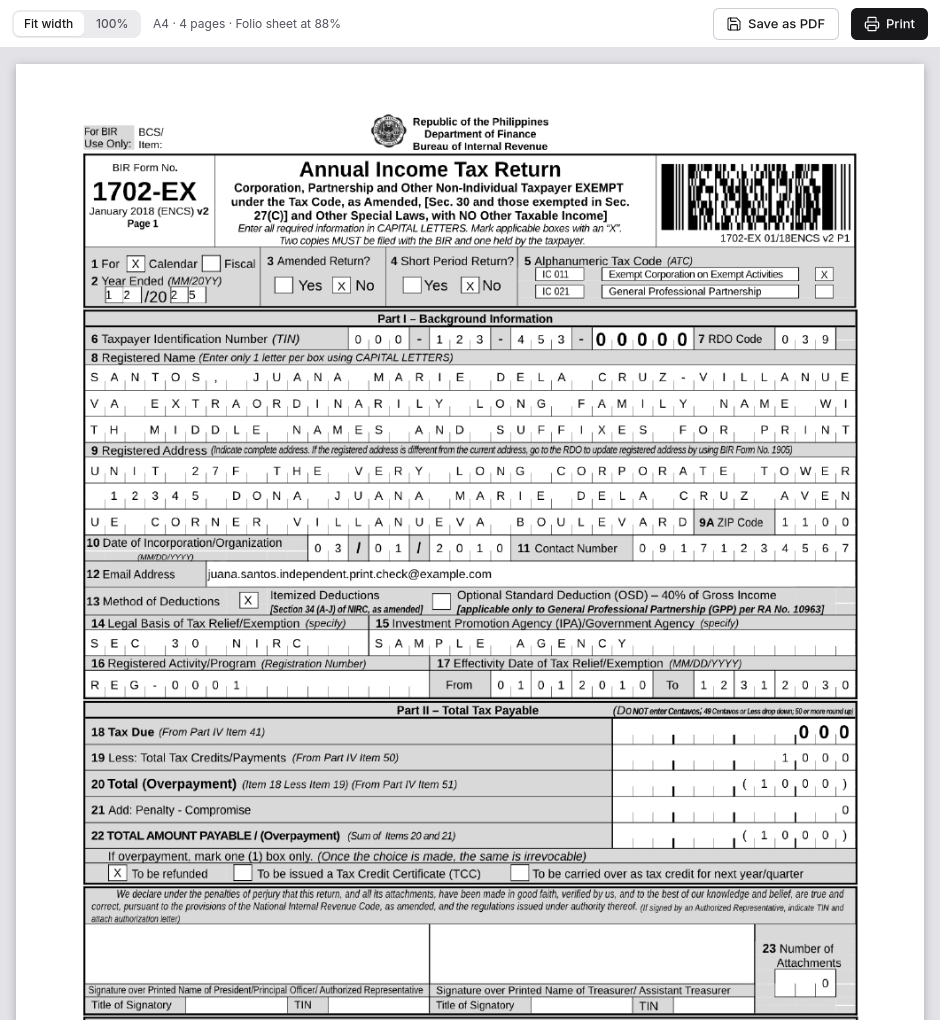 Fit width 100% A4 · 4 pages · Folio sheet at 88% Save as PDF Print
For BIR Use Only: BCS/ Item:
Republic of the Philippines
Department of Finance
Bureau of Internal Revenue
BIR Form No.
1702-EX
January 2018 (ENCS) v2
Page 1
Annual Income Tax Return
Corporation, Partnership and Other Non-Individual Taxpayer EXEMPT
under the Tax Code, as Amended, [Sec. 30 and those exempted in Sec.
27(C)] and Other Special Laws, with NO Other Taxable Income]
Enter all required information in CAPITAL LETTERS. Mark applicable boxes with an "X".
Two copies MUST be filed with the BIR and one held by the taxpayer.
1702-EX 01/18ENCS v2 P1
1 For X Calendar Fiscal
2 Year Ended (MM/20YY)
12 /20 25
3 Amended Return?
Yes X No
4 Short Period Return?
Yes X No
5 Alphanumeric Tax Code (ATC)
IC 011 Exempt Corporation on Exempt Activities X
IC 021 General Professional Partnership
Part I – Background Information
6 Taxpayer Identification Number (TIN) 000 - 123 - 453 - 00000 7 RDO Code 039
8 Registered Name (Enter only 1 letter per box using CAPITAL LETTERS)
SANTOS, JUANA MARIE DELA CRUZ-VILLANUE
VA EXTRAORDINARILY LONG FAMILY NAME WI
TH MIDDLE NAMES AND SUFFIXES FOR PRINT
9 Registered Address (Indicate complete address. If the registered address is different from the current address, go to the RDO to update registered address by using BIR Form No. 1905)
UNIT 27F THE VERY LONG CORPORATE TOWER
12345 DONA JUANA MARIE DELA CRUZ AVEN
UE CORNER VILLANUEVA BOULEVARD 9A ZIP Code 1100
10 Date of Incorporation/Organization (MM/DD/YYYY) 03 / 01 / 2010 11 Contact Number 09171234567
12 Email Address juana.santos.independent.print.check@example.com
13 Method of Deductions X Itemized Deductions [Section 34 (A-J) of NIRC, as amended] Optional Standard Deduction (OSD) – 40% of Gross Income [applicable only to General Professional Partnership (GPP) per RA No. 10963]
14 Legal Basis of Tax Relief/Exemption (specify) 15 Investment Promotion Agency (IPA)/Government Agency (specify)
SEC 30 NIRC SAMPLE AGENCY
16 Registered Activity/Program (Registration Number) 17 Effectivity Date of Tax Relief/Exemption (MM/DD/YYYY)
REG-0001 From 01012010 To 12312030
Part II – Total Tax Payable (DO NOT enter Centavos; 49 Centavos or Less drop down; 50 or more round up)
18 Tax Due (From Part IV Item 41) 000
19 Less: Total Tax Credits/Payments (From Part IV Item 50) 1000
20 Total (Overpayment) (Item 18 Less Item 19) (From Part IV Item 51) (1000)
21 Add: Penalty - Compromise 0
22 TOTAL AMOUNT PAYABLE / (Overpayment) (Sum of Items 20 and 21) (1000)
If overpayment, mark one (1) box only. (Once the choice is made, the same is irrevocable)
X To be refunded To be issued a Tax Credit Certificate (TCC) To be carried over as tax credit for next year/quarter
We declare under the penalties of perjury that this return, and all its attachments, have been made in good faith, verified by us, and to the best of our knowledge and belief, are true and
correct, pursuant to the provisions of the National Internal Revenue Code, as amended, and the regulations issued under authority thereof. (If signed by an Authorized Representative, indicate TIN and
attach authorization letter)
23 Number of
Attachments
0
Signature over Printed Name of President/Principal Officer/ Authorized Representative Signature over Printed Name of Treasurer/ Assistant Treasurer
Title of Signatory TIN Title of Signatory TIN